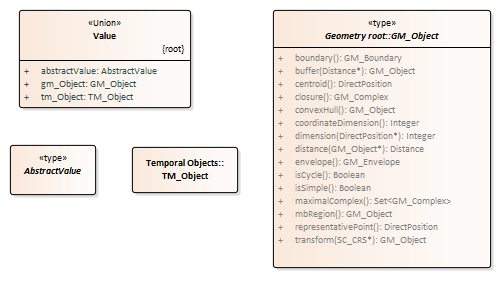 «Union»
Value
{root}
+ abstractValue: AbstractValue
+ gm_Object: GM_Object
+ tm_Object: TM_Object
«type»
AbstractValue
Temporal Objects::
TM_Object
«type»
Geometry root::GM_Object
+ boundary(): GM_Boundary
+ buffer(Distance*): GM_Object
+ centroid(): DirectPosition
+ closure(): GM_Complex
+ convexHull(): GM_Object
+ coordinateDimension(): Integer
+ dimension(DirectPosition*): Integer
+ distance(GM_Object*): Distance
+ envelope(): GM_Envelope
+ isCycle(): Boolean
+ isSimple(): Boolean
+ maximalComplex(): Set<GM_Complex>
+ mbRegion(): GM_Object
+ representativePoint(): DirectPosition
+ transform(SC_CRS*): GM_Object